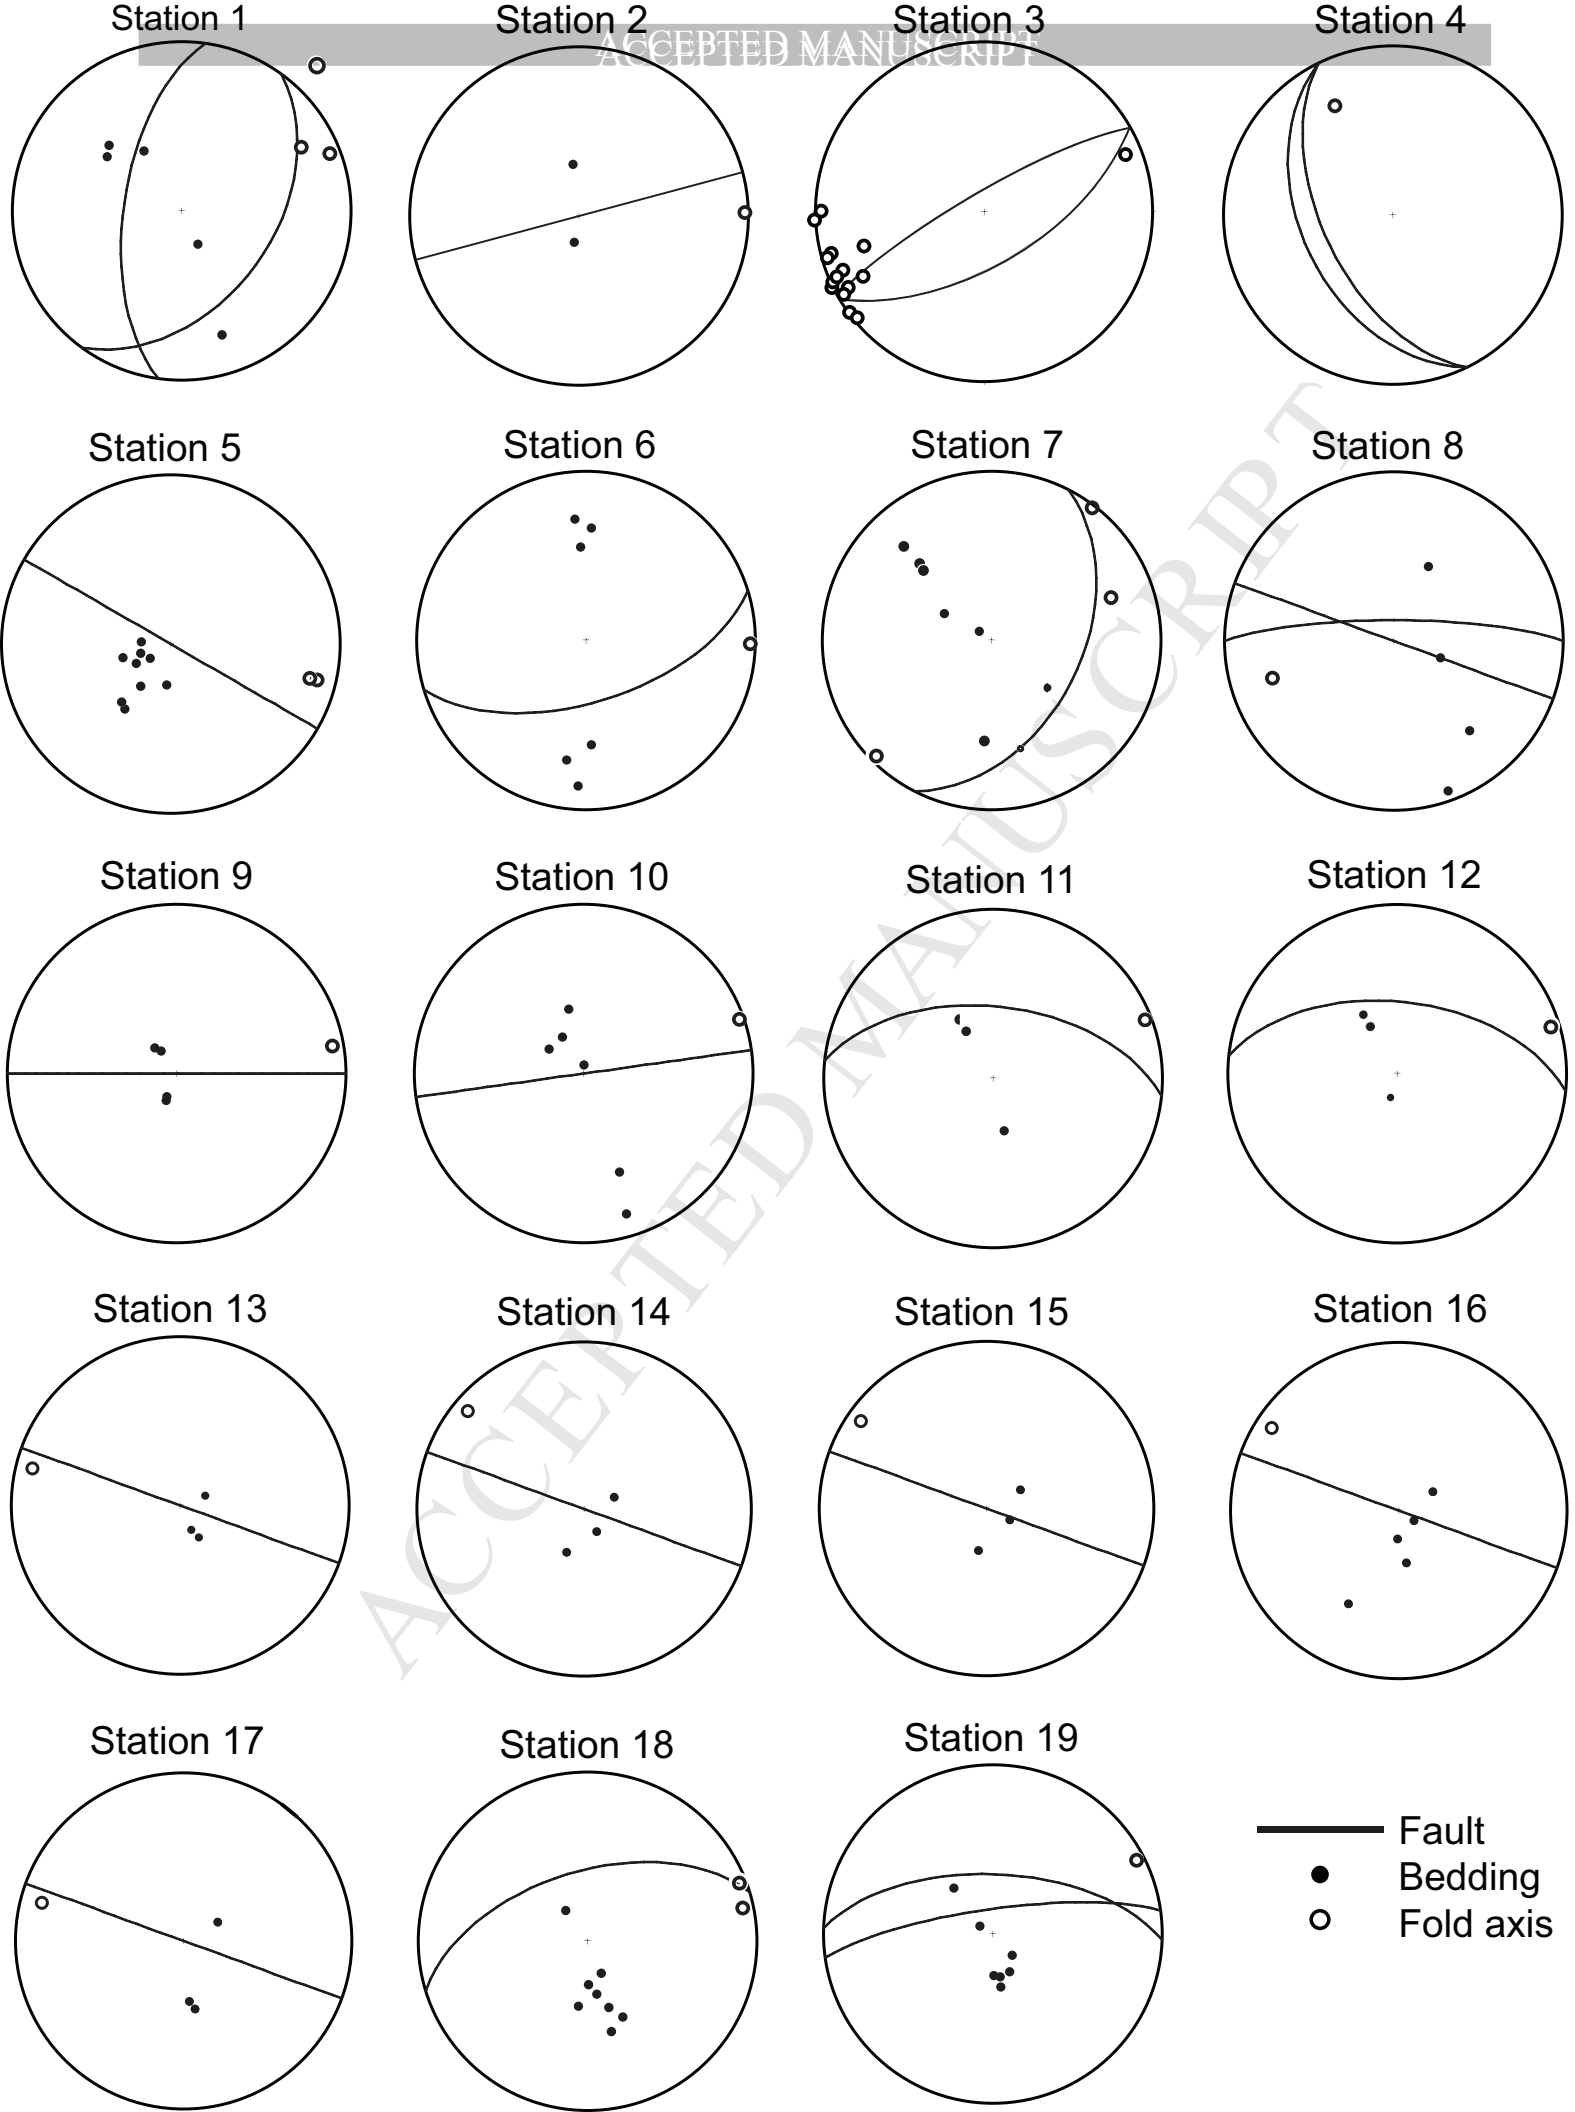 Station 1
Station 2
Station 3
Station 4
ACCEPTED MANUSCRIPT
ACCEPTED MANUSCRIPT
Station 5
Station 6
Station 7
Station 8
Station 9
Station 10
Station 11
Station 12
Station 13
Station 14
Station 15
Station 16
Station 17
Station 18
Station 19
Fault
Bedding
Fold axis
ACCEPTED MANUSCRIPT